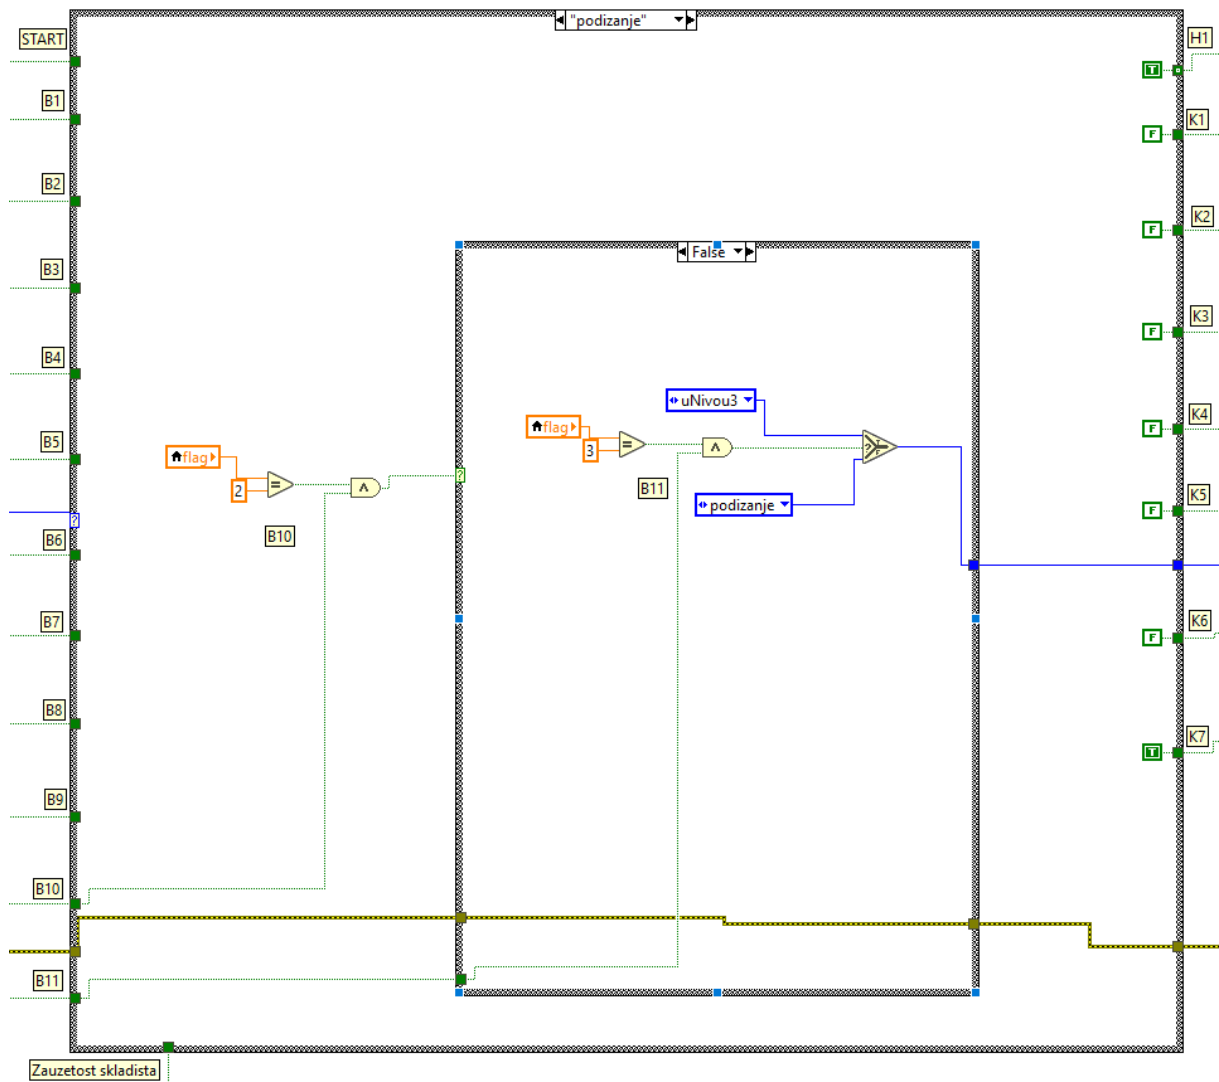 "podizanje"
START
H1
T
B1
K1
F
B2
K2
F
B3
False
K3
F
B4
uNivou3
K4
F
B5
flag
flag
3
=
^
?
T
F
2
=
^
?
B11
podizanje
K5
F
?
B10
B6
B7
K6
F
B8
K7
T
B9
B10
B11
Zauzetost skladista